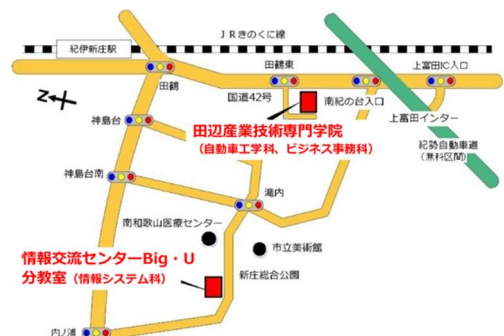 JRきのくに線
紀伊新庄駅
田鶴
田鶴東
上富田IC入口
国道42号
南紀の台入口
上富田インター
N
神島台
田辺産業技術専門学院
（自動車工学科、ビジネス事務科）
紀勢自動車道
（無料区間）
神島台南
滝内
南和歌山医療センター
市立美術館
情報交流センターBig・U
分教室（情報システム科）
新庄総合公園
内ノ浦